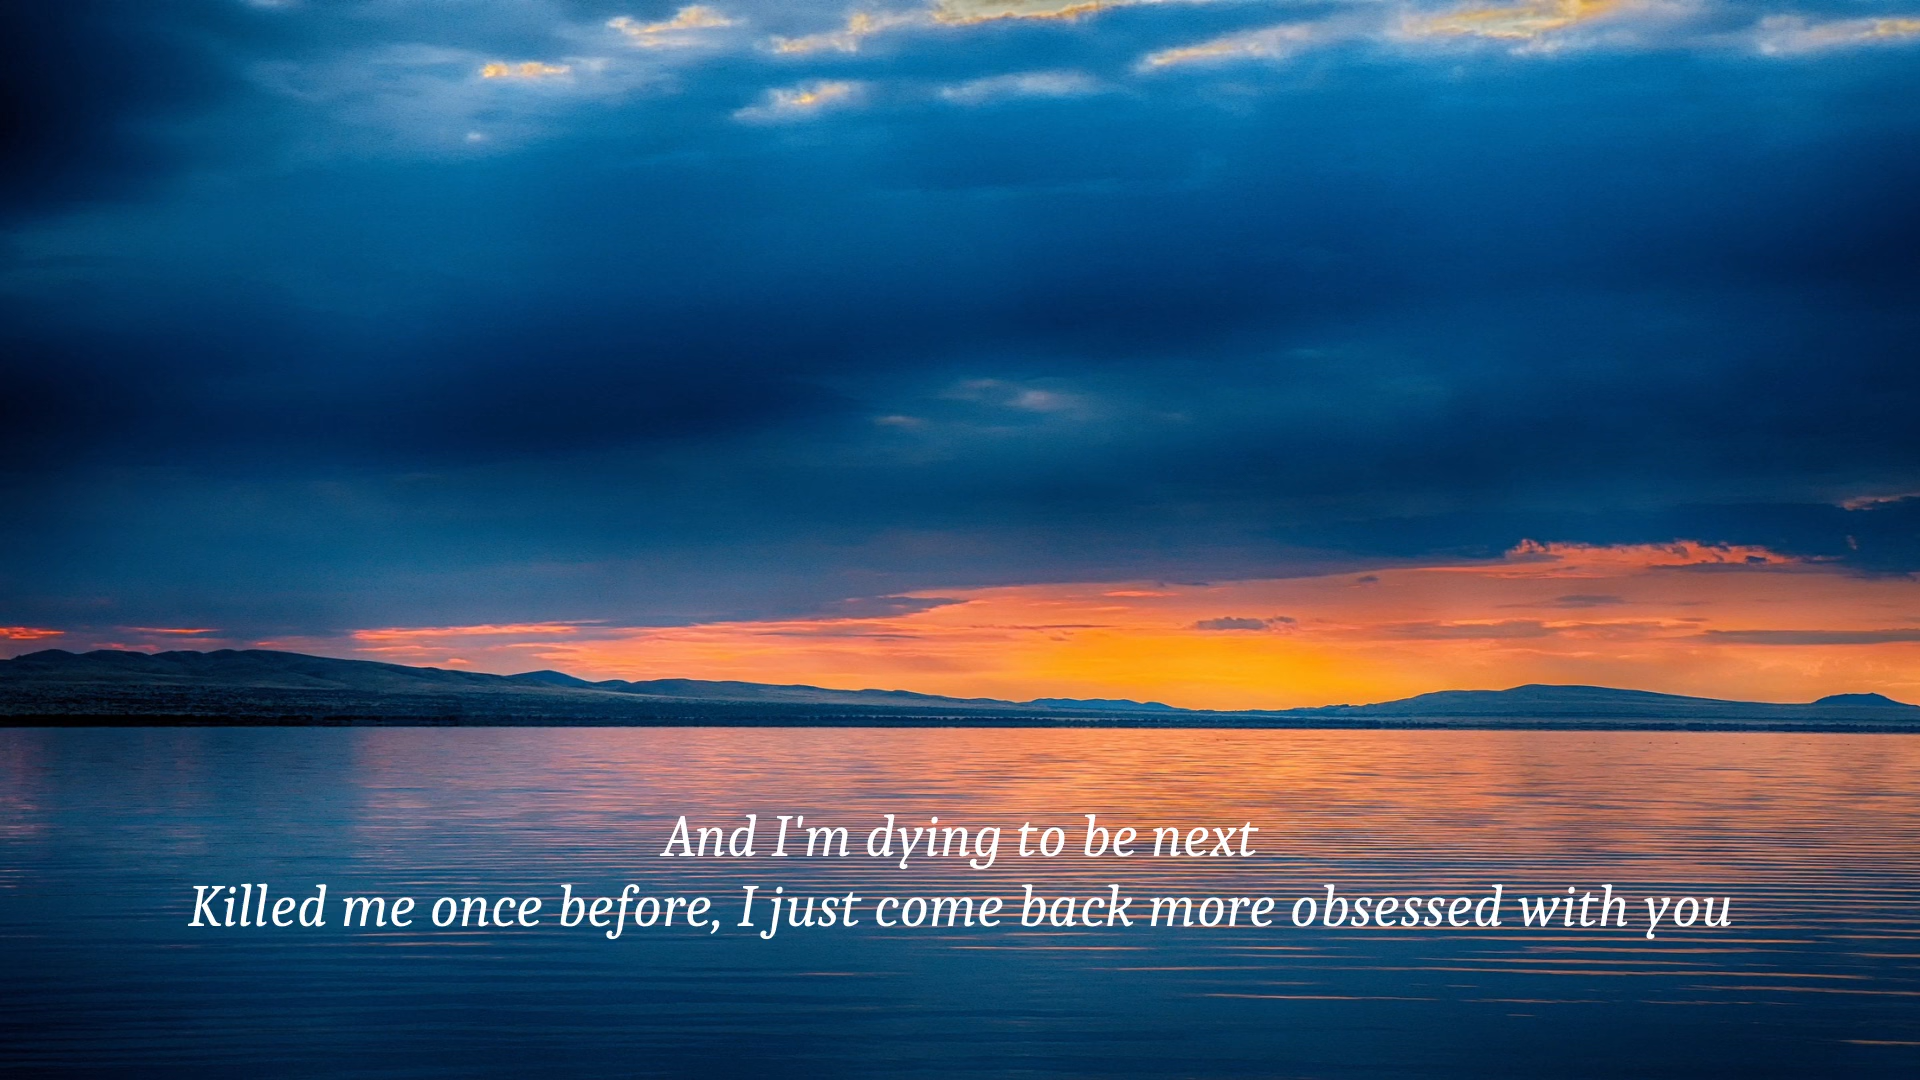 And I'm dying to be next
Killed me once before, I just come back more obsessed with you